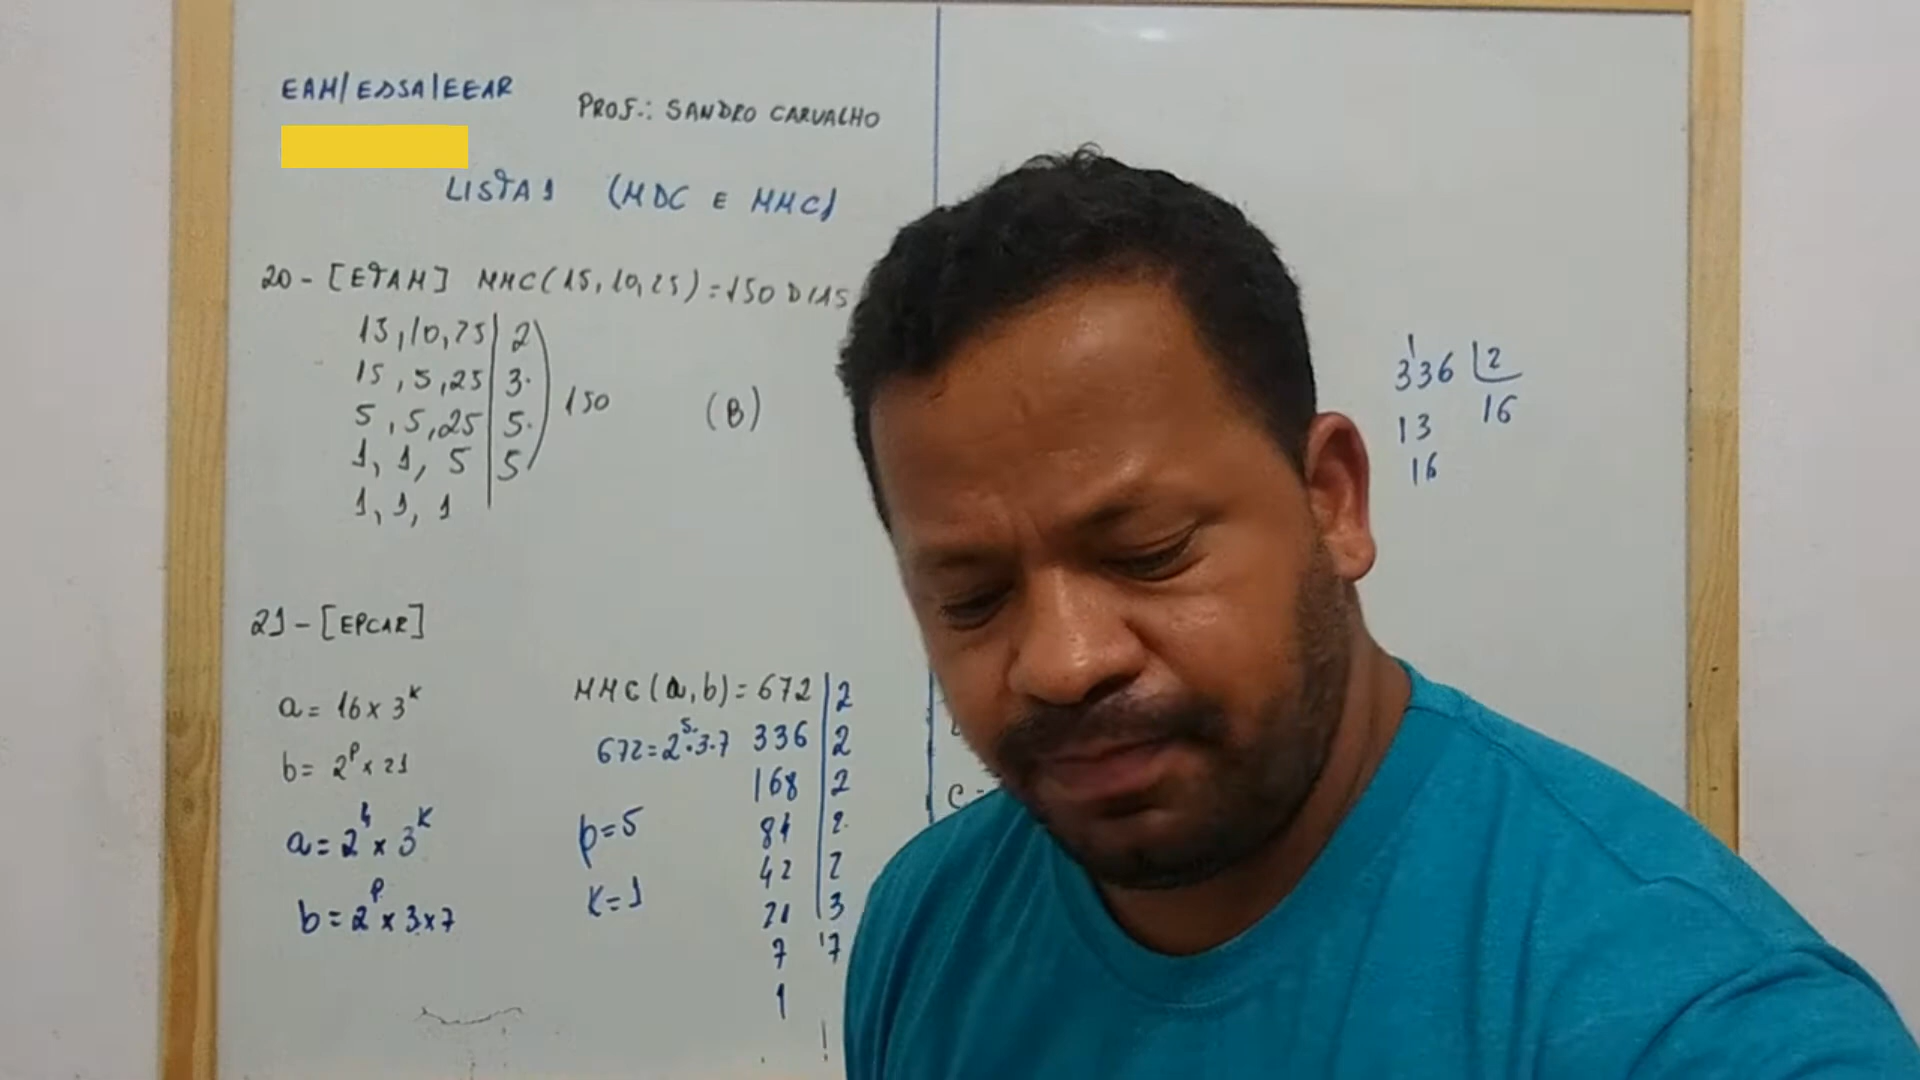 EAM/EDSA/EEAR
PROF.: SANDRO CARVALHO
LISTA 1 (MDC E MMC)
20 - [ETAM] MMC(15,10,25) = 150 DIAS
15,10,25 | 2
15,5,25 | 3
5,5,25 | 5
1, 1, 5 | 5
1, 1, 1
150
(B)
336 | 2
13 16
16
21 - [EPCAR]
a = 16 x 3^k
b = 2^p x 21
a = 2^4 x 3^k
b = 2^p x 3 x 7
MMC(a,b) = 672 | 2
672 = 2^5·3·7 336 | 2
168 | 2
84 | 2
42 | 2
21 | 3
7 | 7
1
p = 5
k = 1